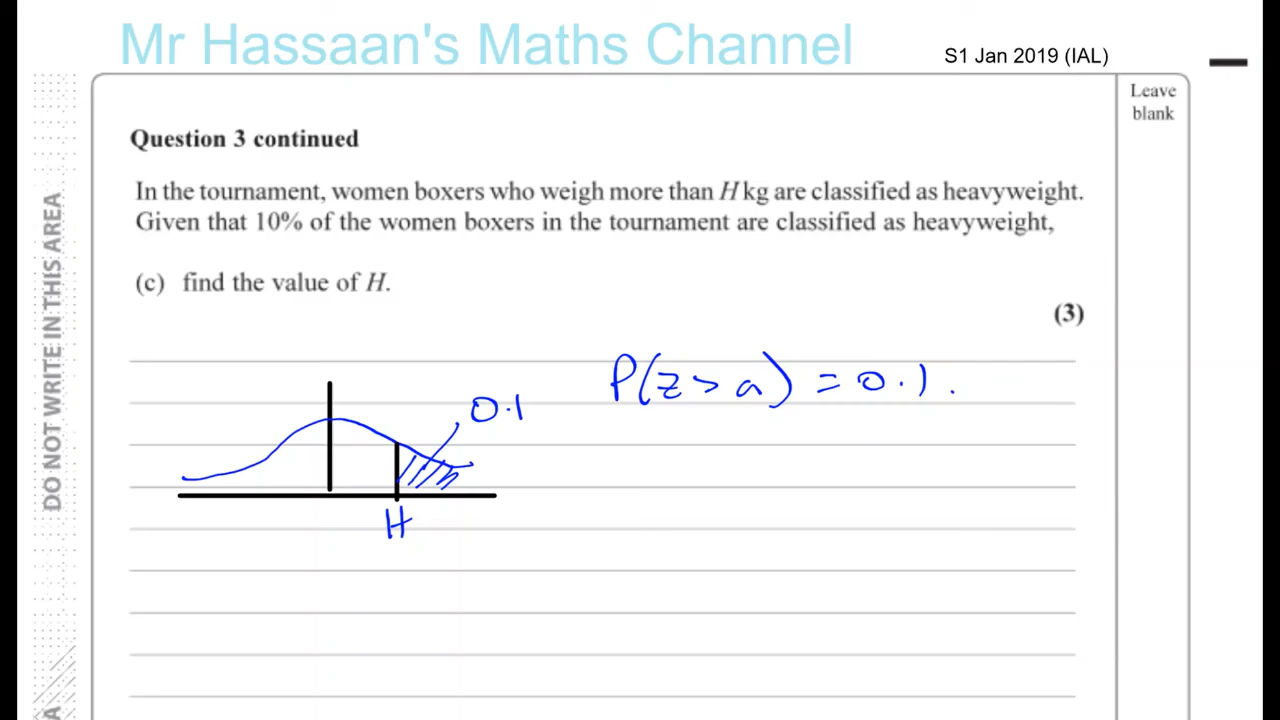 Mr Hassaan's Maths Channel
S1 Jan 2019 (IAL)
Leave
blank
Question 3 continued
In the tournament, women boxers who weigh more than H kg are classified as heavyweight.
Given that 10% of the women boxers in the tournament are classified as heavyweight,
(c) find the value of H.
(3)
P(z > a) = 0.1.
0.1
H
DO NOT WRITE IN THIS AREA
A